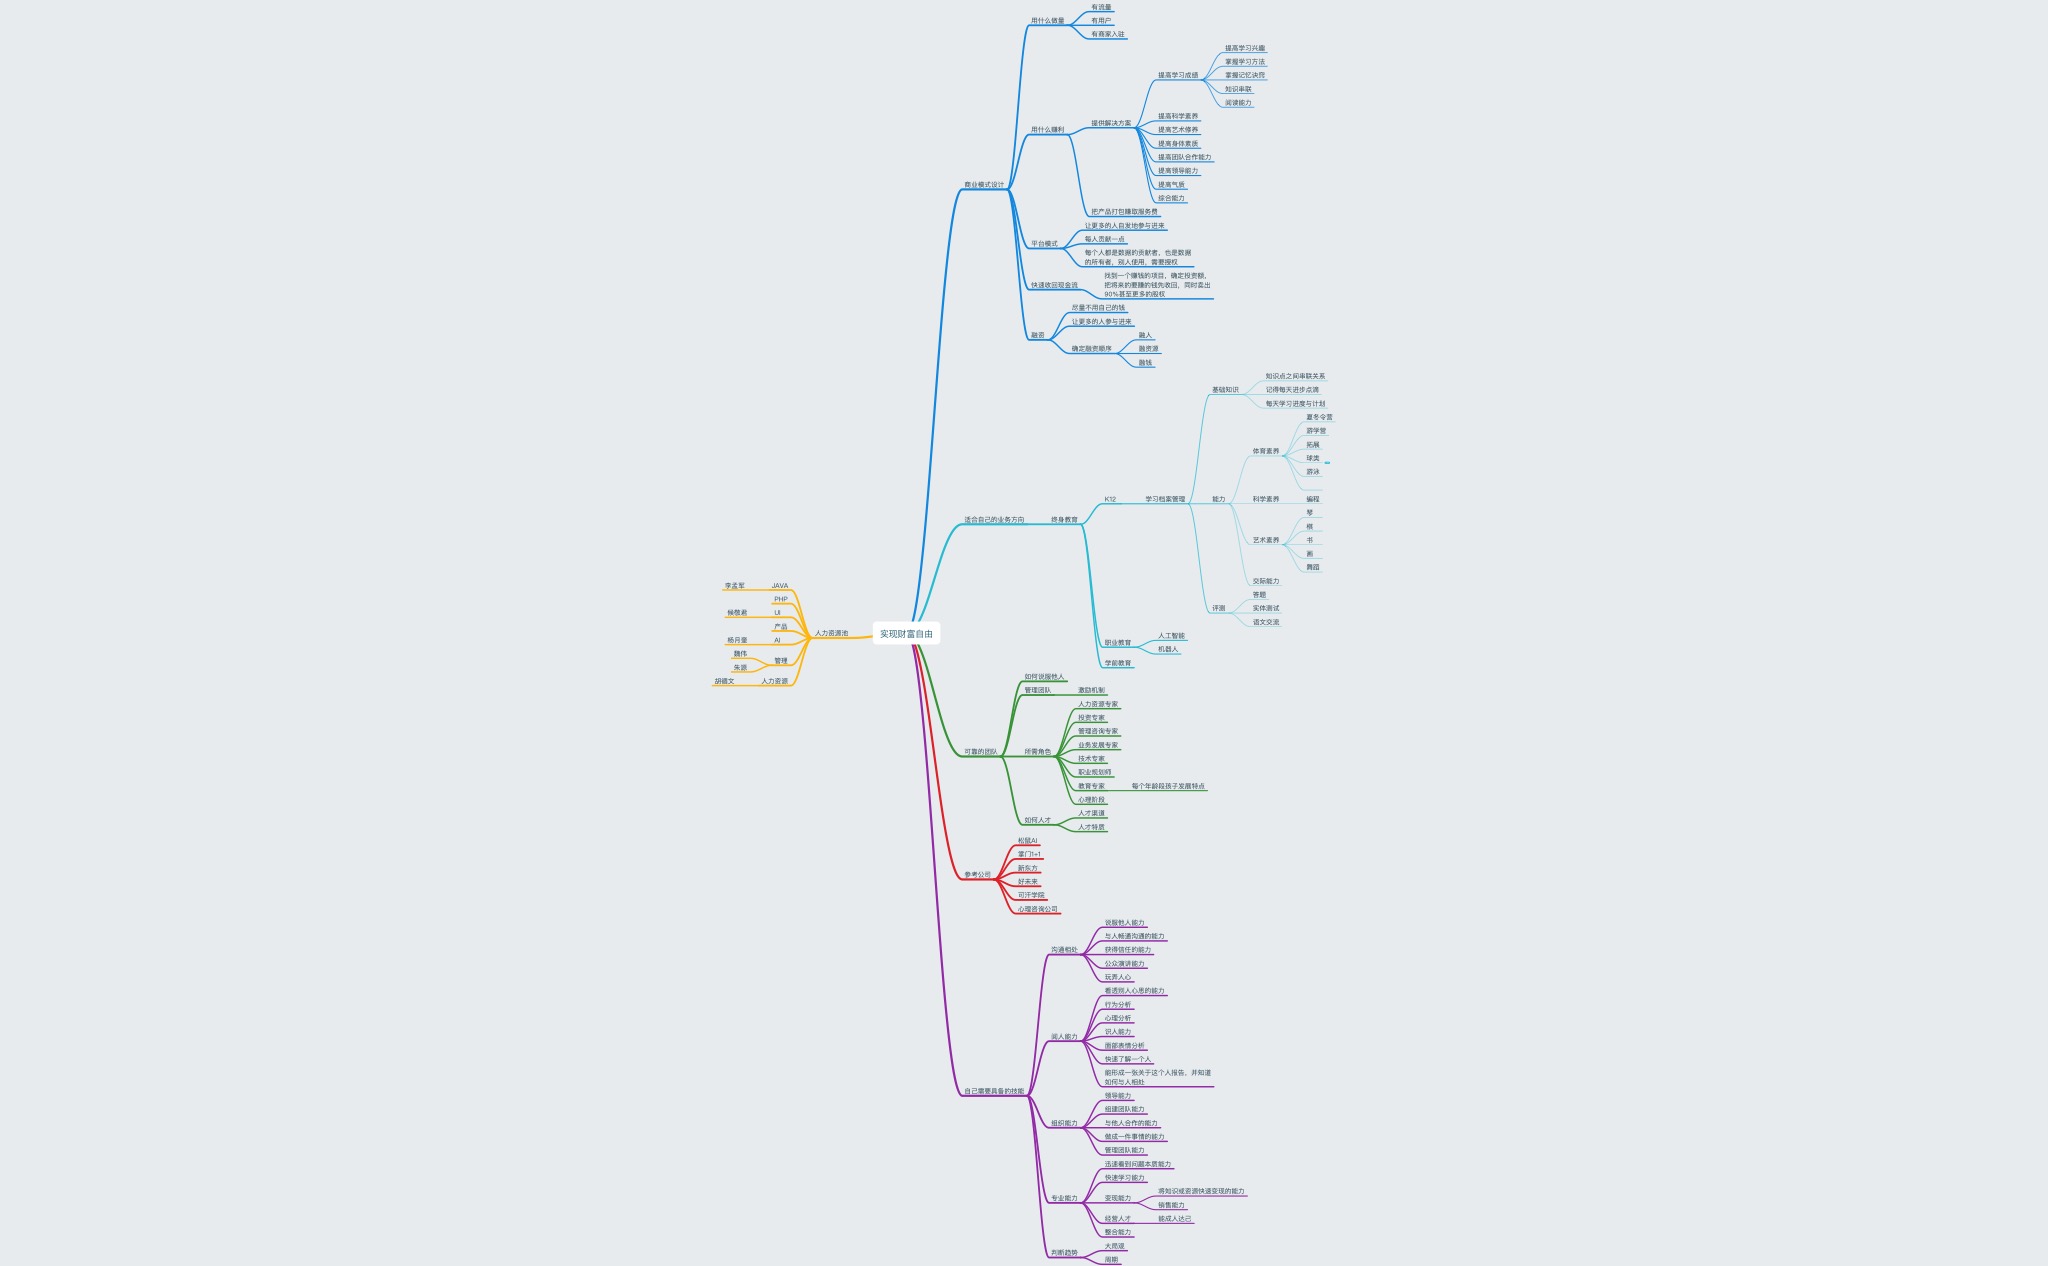 实现财富自由
商业模式设计
用什么做量
有流量
有用户
有商家入驻
用什么赚利
提供解决方案
提高学习成绩
提高学习兴趣
掌握学习方法
掌握记忆诀窍
知识串联
阅读能力
提高科学素养
提高艺术修养
提高身体素质
提高团队合作能力
提高领导能力
提高气质
综合能力
把产品打包赚取服务费
平台模式
让更多的人自发地参与进来
每人贡献一点
每个人都是数据的贡献者，也是数据
的所有者，别人使用，需要授权
快速收回现金流
找到一个赚钱的项目，确定投资额，
把将来的要赚的钱先收回，同时卖出
90%甚至更多的股权
融资
尽量不用自己的钱
让更多的人参与进来
确定融资顺序
融人
融资源
融钱
适合自己的业务方向
终身教育
K12
学习档案管理
基础知识
知识点之间串联关系
记得每天进步点滴
每天学习进度与计划
能力
体育素养
夏冬令营
游学营
拓展
球类
游泳
科学素养
编程
艺术素养
琴
棋
书
画
舞蹈
交际能力
评测
答题
实体测试
语文交流
职业教育
人工智能
机器人
学前教育
可靠的团队
如何说服他人
管理团队
激励机制
所需角色
人力资源专家
投资专家
管理咨询专家
业务发展专家
技术专家
职业规划师
教育专家
每个年龄段孩子发展特点
心理阶段
如何人才
人才渠道
人才特质
参考公司
松鼠AI
掌门1+1
新东方
好未来
可汗学院
心理咨询公司
自己需要具备的技能
沟通相处
说服他人能力
与人畅通沟通的能力
获得信任的能力
公众演讲能力
玩弄人心
阅人能力
看透别人心思的能力
行为分析
心理分析
识人能力
面部表情分析
快速了解一个人
能形成一张关于这个人报告，并知道
如何与人相处
组织能力
领导能力
组建团队能力
与他人合作的能力
做成一件事情的能力
管理团队能力
专业能力
迅速看到问题本质能力
快速学习能力
变现能力
将知识或资源快速变现的能力
销售能力
经营人才
能成人达己
整合能力
判断趋势
大局观
周期
人力资源池
JAVA
李孟军
PHP
UI
候敬君
产品
AI
杨月奎
管理
魏伟
朱源
人力资源
胡德文